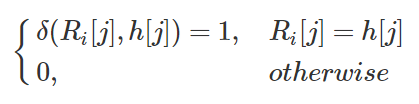 δ(R_i[j], h[j]) = 1, R_i[j] = h[j]
0, otherwise